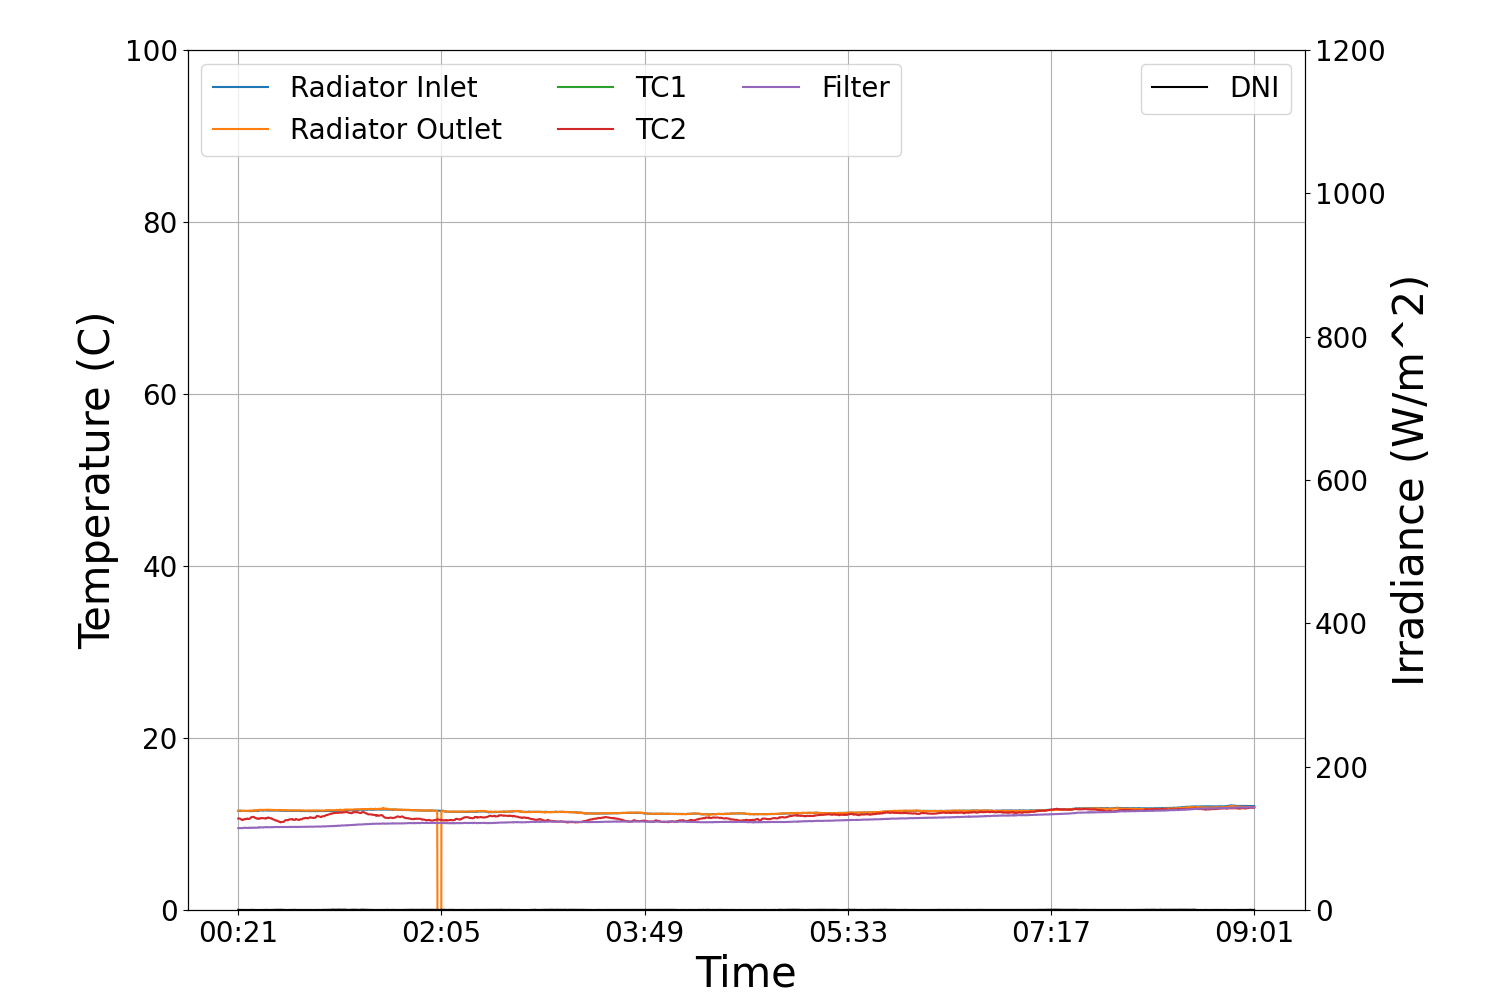 100
80
60
40
20
0
Temperature (C)
Radiator Inlet
Radiator Outlet
TC1
TC2
Filter
DNI
1200
1000
800
600
400
200
0
Irradiance (W/m^2)
00:21 02:05 03:49 05:33 07:17 09:01
Time